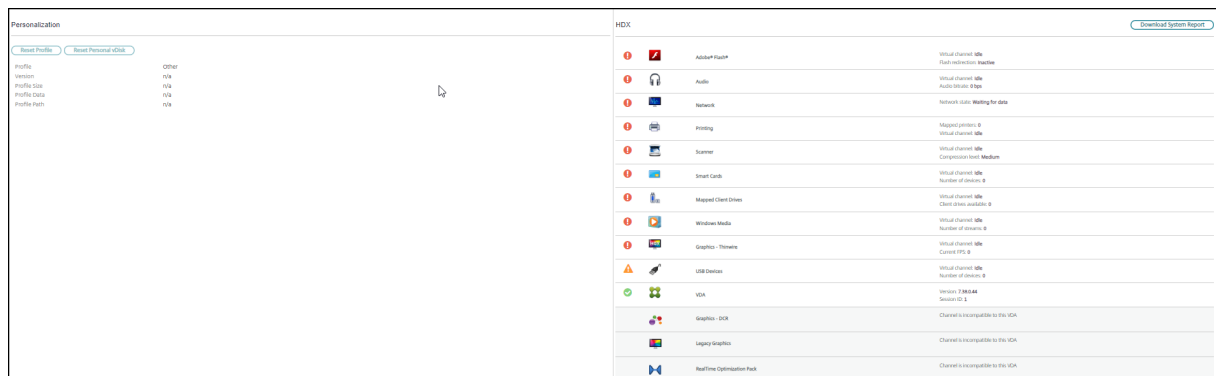 Personalization
Reset Profile
Reset Personal vDisk
Profile Other
Version n/a
Profile Size n/a
Profile Data n/a
Profile Path n/a
HDX
Download System Report
Adobe® Flash®
Virtual channel: Idle
Flash redirection: Inactive
Audio
Virtual channel: Idle
Audio bitrate: 0 bps
Network
Network state: Waiting for data
Printing
Mapped printers: 0
Virtual channel: Idle
Scanner
Virtual channel: Idle
Compression level: Medium
Smart Cards
Virtual channel: Idle
Number of devices: 0
Mapped Client Drives
Virtual channel: Idle
Client drives available: 0
Windows Media
Virtual channel: Idle
Number of streams: 0
Graphics - Thinwire
Virtual channel: Idle
Current FPS: 0
USB Devices
Virtual channel: Idle
Number of devices: 0
VDA
Version: 7.18.0.44
Session ID: 1
Graphics - DCR
Channel is incompatible to this VDA
Legacy Graphics
Channel is incompatible to this VDA
RealTime Optimization Pack
Channel is incompatible to this VDA